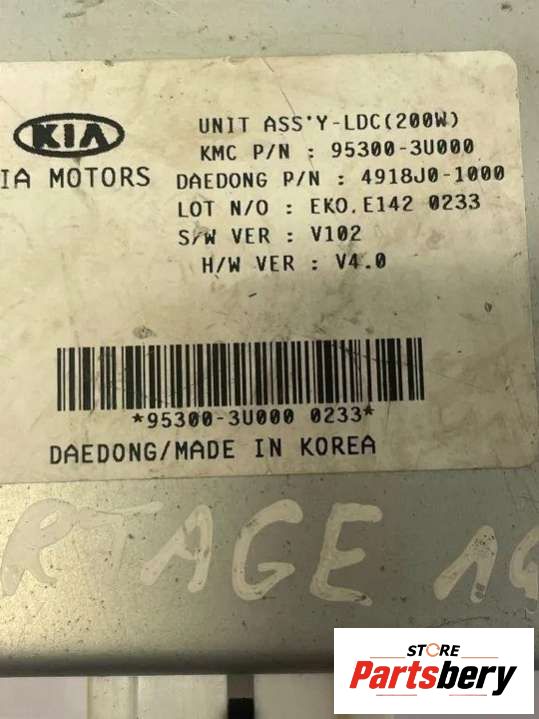 KIA
IA MOTORS
UNIT ASS'Y-LDC(200W)
KMC P/N : 95300-3U000
DAEDONG P/N : 4918J0-1000
LOT N/O : EKO.E142 0233
S/W VER : V102
H/W VER : V4.0
*95300-3U000 0233*
DAEDONG/MADE IN KOREA
RTAGE
STORE
Partsbery